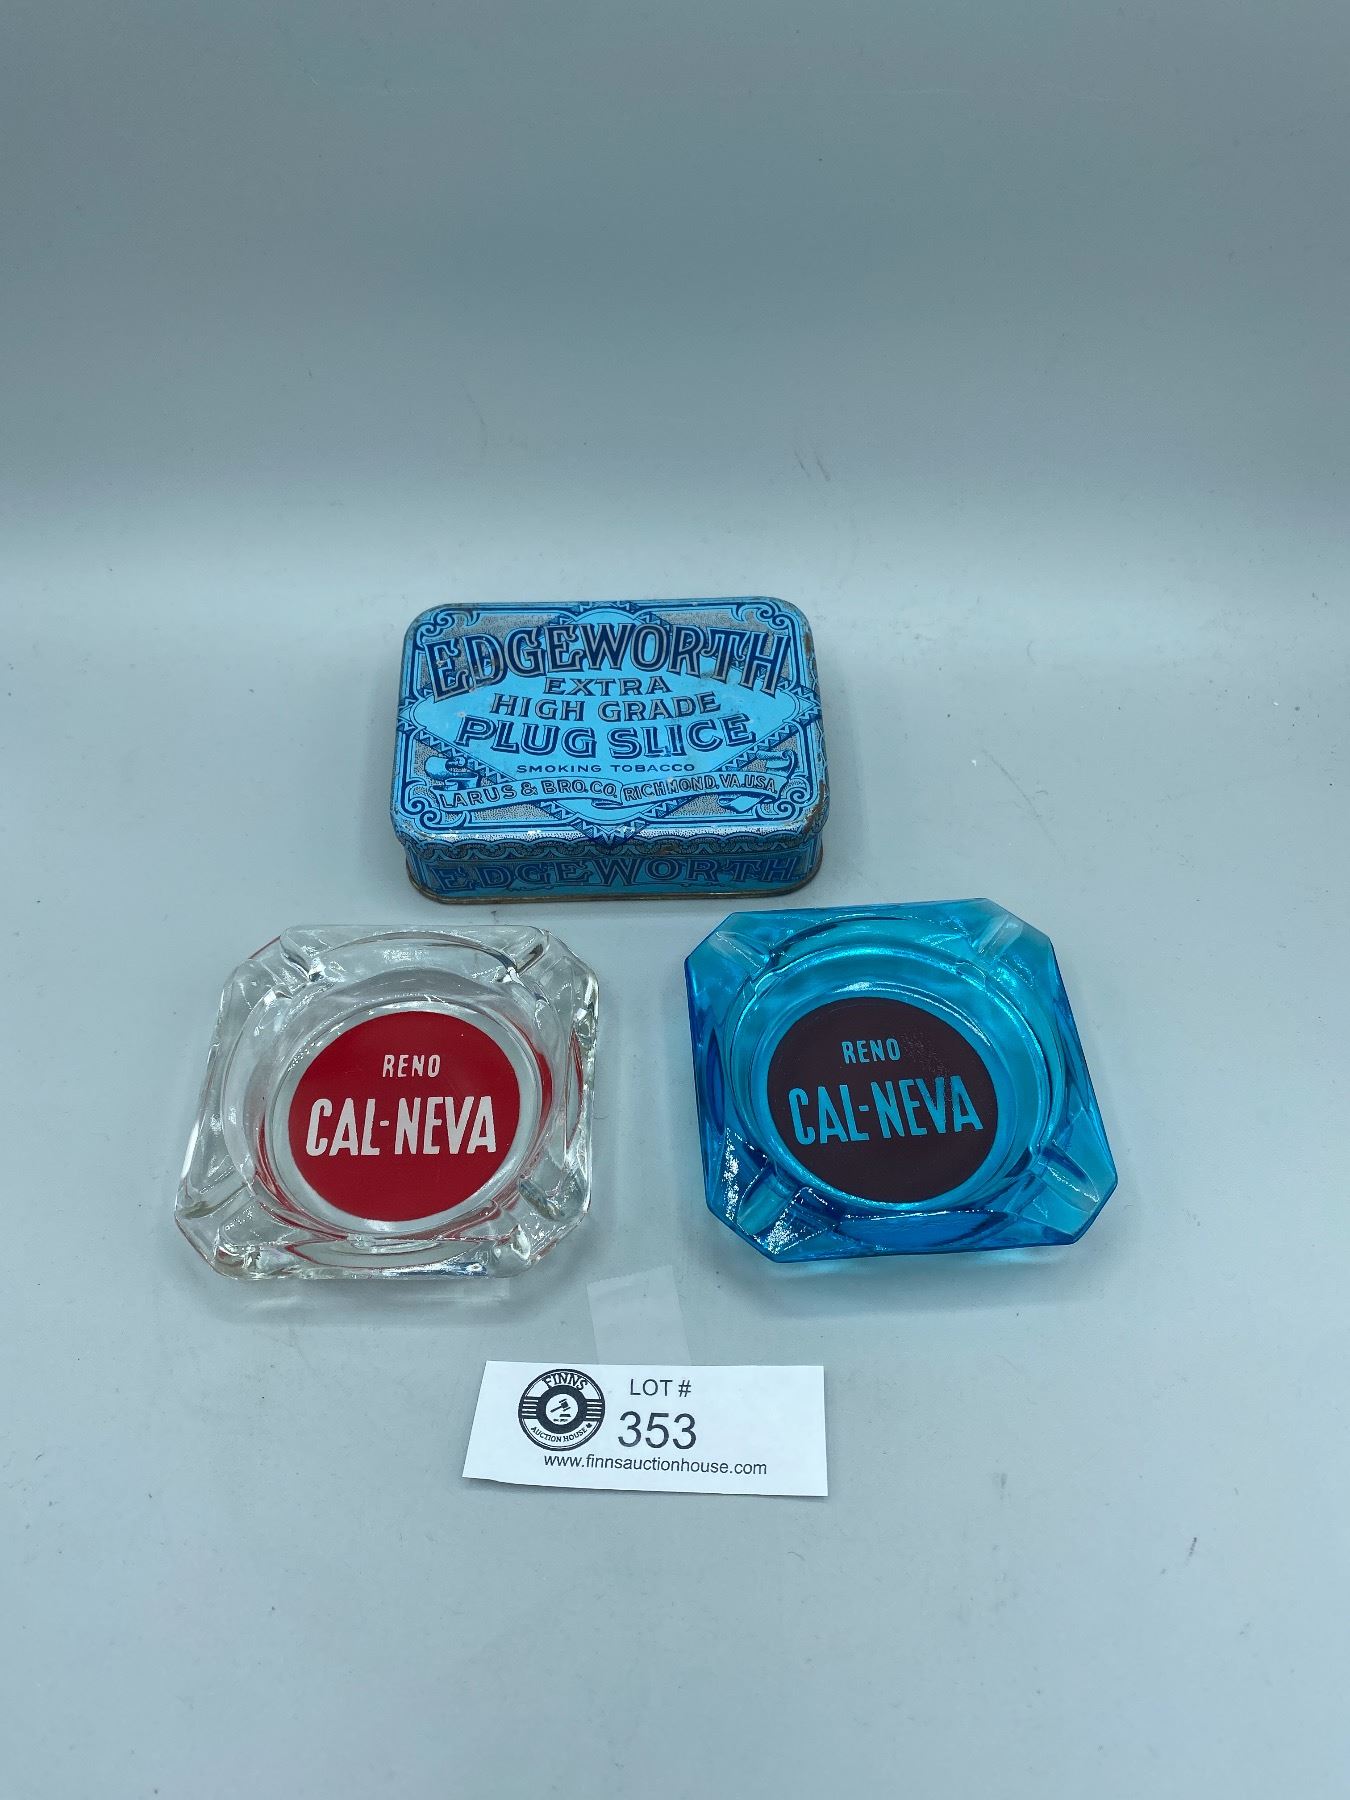 EDGEWORTH
EXTRA
HIGH GRADE
PLUG SLICE
SMOKING TOBACCO
LARUS & BRO. CO. RICHMOND, VA. U.S.A.
EDGEWORTH
RENO
CAL-NEVA
RENO
CAL-NEVA
FINNS
AUCTION HOUSE
LOT #
353
www.finnsauctionhouse.com